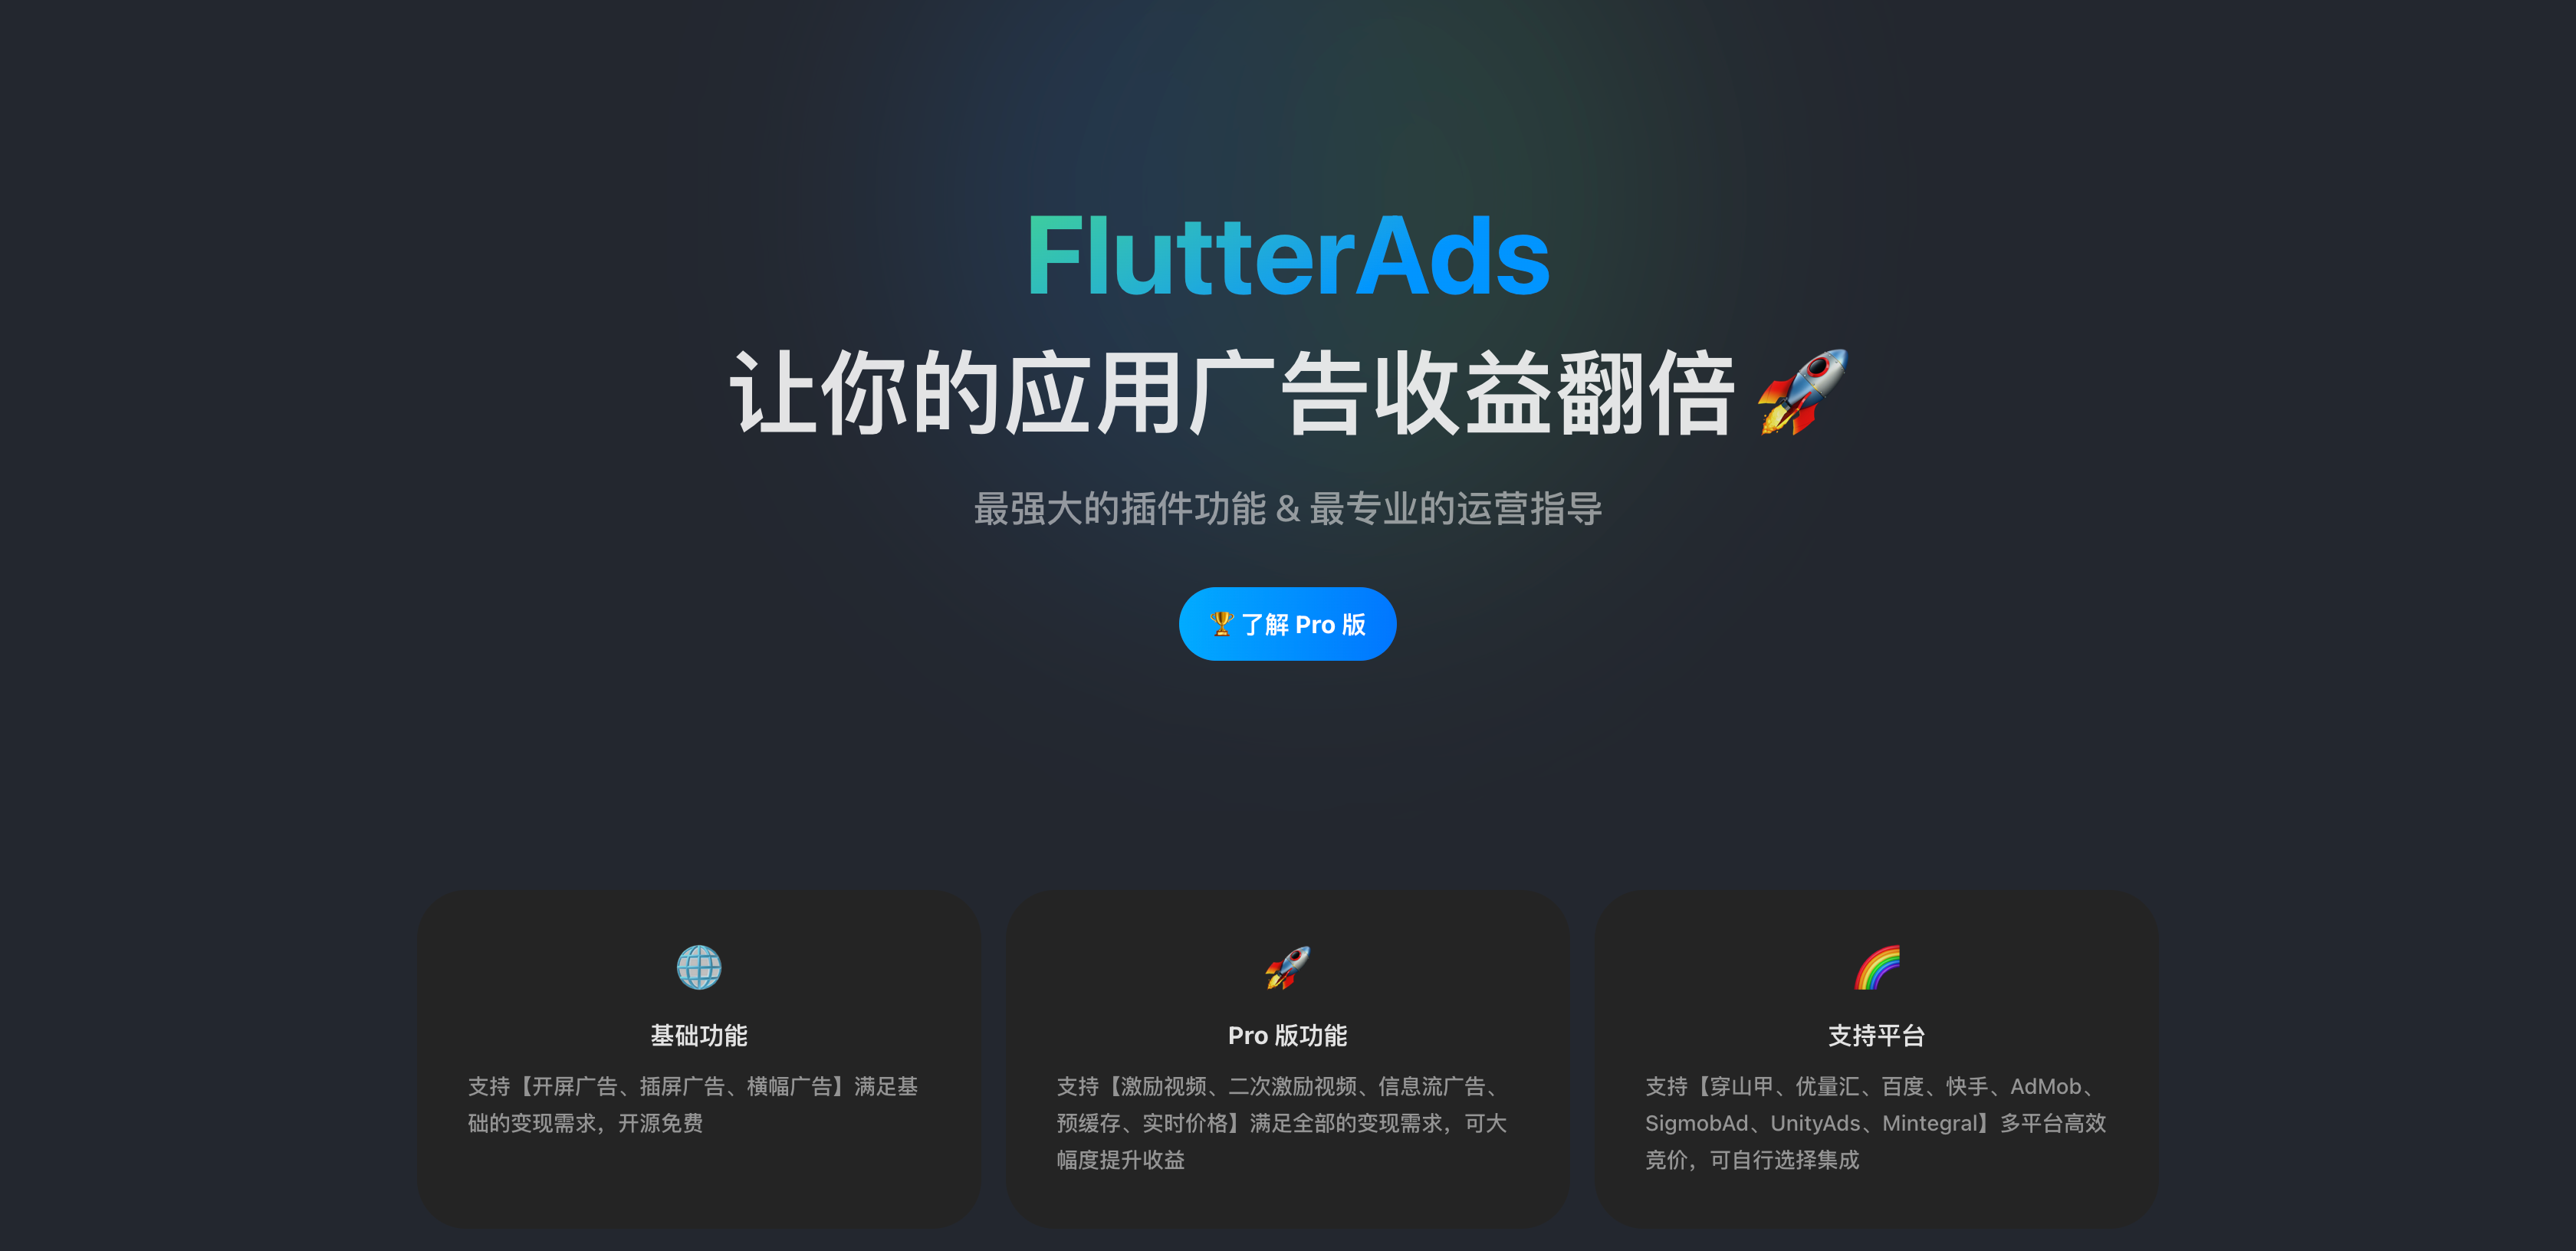 FlutterAds
让你的应用广告收益翻倍 🚀
最强大的插件功能 & 最专业的运营指导
🏆 了解 Pro 版
基础功能
支持【开屏广告、插屏广告、横幅广告】满足基
础的变现需求，开源免费
Pro 版功能
支持【激励视频、二次激励视频、信息流广告、
预缓存、实时价格】满足全部的变现需求，可大
幅度提升收益
支持平台
支持【穿山甲、优量汇、百度、快手、AdMob、
SigmobAd、UnityAds、Mintegral】多平台高效
竞价，可自行选择集成